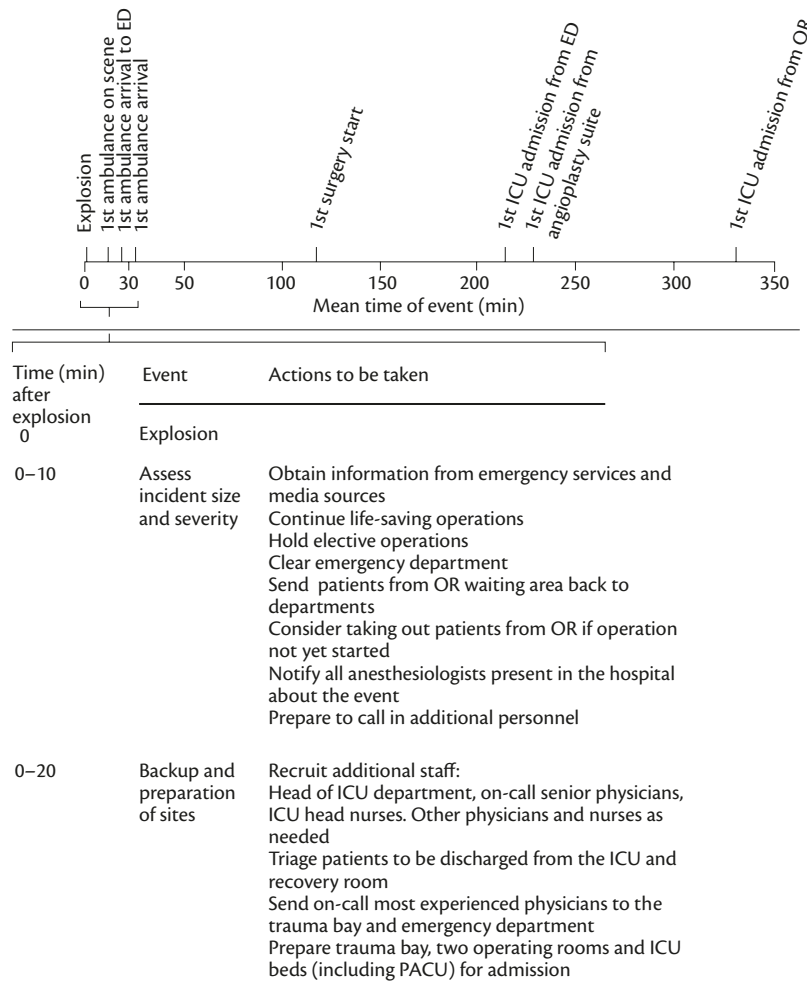 Explosion
1st ambulance on scene
1st ambulance arrival to ED
1st ambulance arrival
1st surgery start
1st ICU admission from ED
1st ICU admission from
angioplasty suite
1st ICU admission from OR
0 30 50 100 150 200 250 300 350
Mean time of event (min)
Time (min)
after
explosion
Event
Actions to be taken
0
Explosion
0–10
Assess
incident size
and severity
Obtain information from emergency services and
media sources
Continue life-saving operations
Hold elective operations
Clear emergency department
Send patients from OR waiting area back to
departments
Consider taking out patients from OR if operation
not yet started
Notify all anesthesiologists present in the hospital
about the event
Prepare to call in additional personnel
0–20
Backup and
preparation
of sites
Recruit additional staff:
Head of ICU department, on-call senior physicians,
ICU head nurses. Other physicians and nurses as
needed
Triage patients to be discharged from the ICU and
recovery room
Send on-call most experienced physicians to the
trauma bay and emergency department
Prepare trauma bay, two operating rooms and ICU
beds (including PACU) for admission